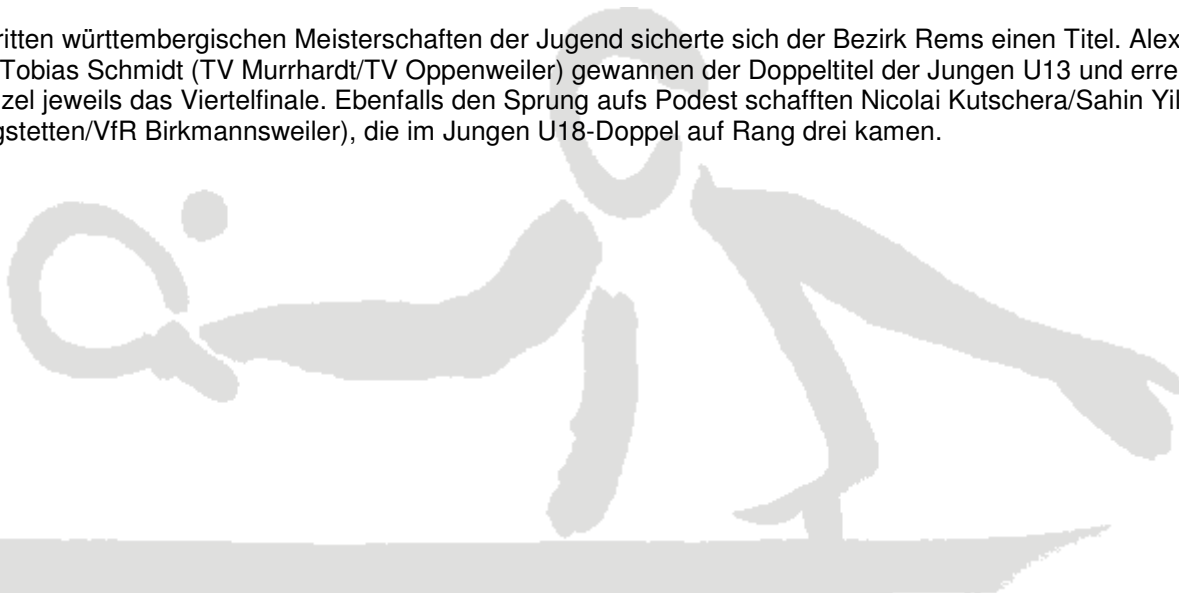 ritten württembergischen Meisterschaften der Jugend sicherte sich der Bezirk Rems einen Titel. Alex
Tobias Schmidt (TV Murrhardt/TV Oppenweiler) gewannen der Doppeltitel der Jungen U13 und erre
zel jeweils das Viertelfinale. Ebenfalls den Sprung aufs Podest schafften Nicolai Kutschera/Sahin Yil
gstetten/VfR Birkmannsweiler), die im Jungen U18-Doppel auf Rang drei kamen.